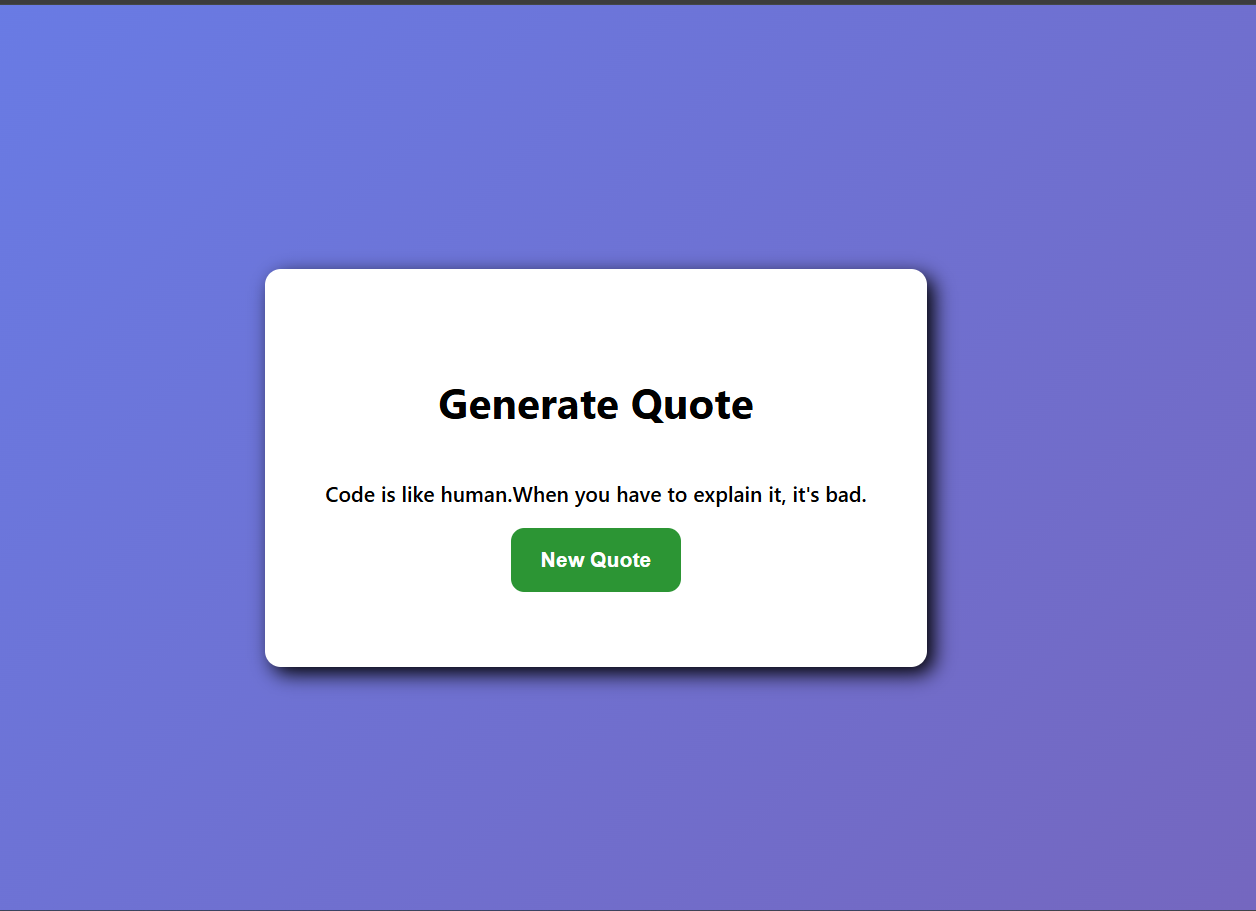 Generate Quote
Code is like human.When you have to explain it, it's bad.
New Quote